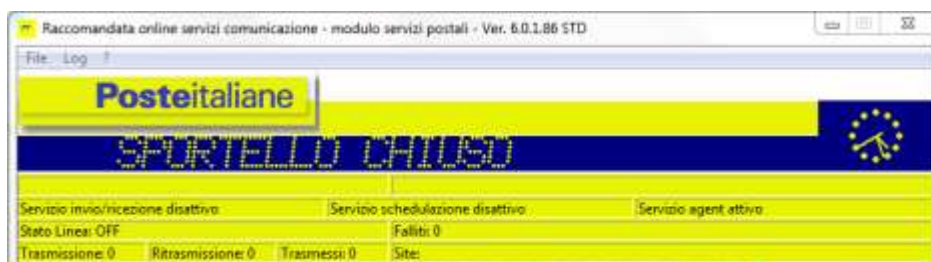 Raccomandata online servizi comunicazione - modulo servizi postali - Ver. 6.0.1.86 STD
File Log ?
Posteitaliane
SPORTELLO CHIUSO
Servizio invio/ricezione disattivo Servizio schedulazione disattivo Servizio agent attivo
Stato Linea: OFF Falliti: 0
Trasmissione: 0 Ritrasmissione: 0 Trasmessi: 0 Site: